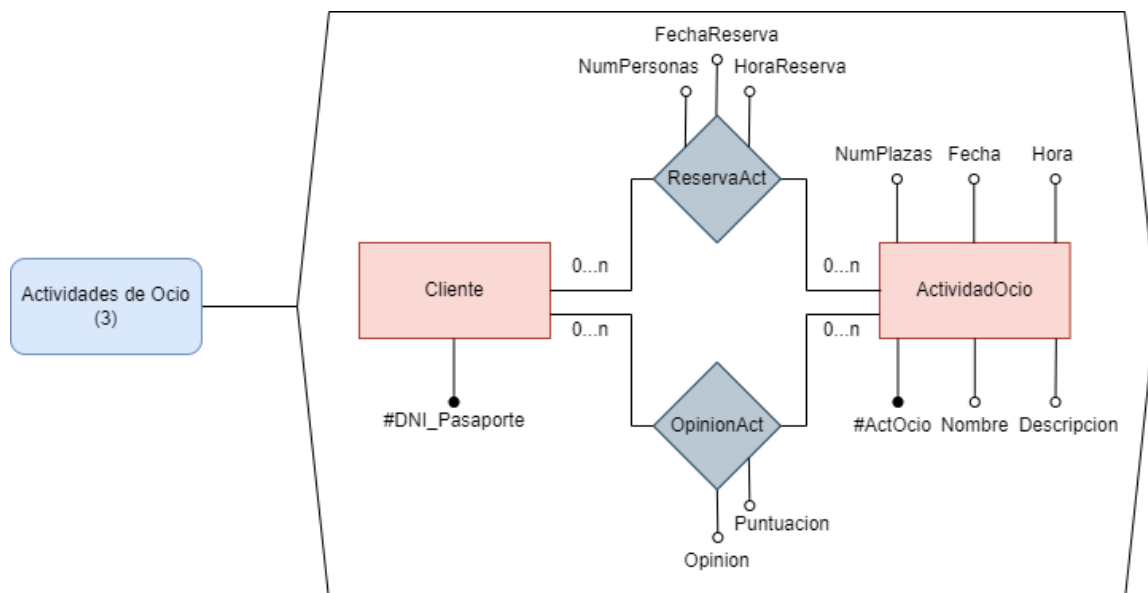 FechaReserva
NumPersonas
HoraReserva
ReservaAct
NumPlazas
Fecha
Hora
0...n
0...n
Cliente
ActividadOcio
Actividades de Ocio
(3)
0...n
0...n
#DNI_Pasaporte
OpinionAct
#ActOcio
Nombre
Descripcion
Puntuacion
Opinion